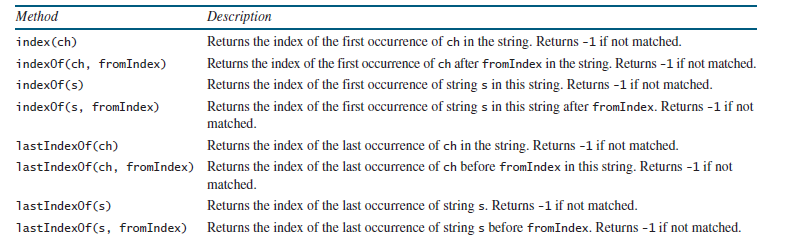 Method Description
index(ch) Returns the index of the first occurrence of ch in the string. Returns -1 if not matched.
indexOf(ch, fromIndex) Returns the index of the first occurrence of ch after fromIndex in the string. Returns -1 if not matched.
indexOf(s) Returns the index of the first occurrence of string s in this string. Returns -1 if not matched.
indexOf(s, fromIndex) Returns the index of the first occurrence of string s in this string after fromIndex. Returns -1 if not
matched.
lastIndexOf(ch) Returns the index of the last occurrence of ch in the string. Returns -1 if not matched.
lastIndexOf(ch, fromIndex) Returns the index of the last occurrence of ch before fromIndex in this string. Returns -1 if not
matched.
lastIndexOf(s) Returns the index of the last occurrence of string s. Returns -1 if not matched.
lastIndexOf(s, fromIndex) Returns the index of the last occurrence of string s before fromIndex. Returns -1 if not matched.